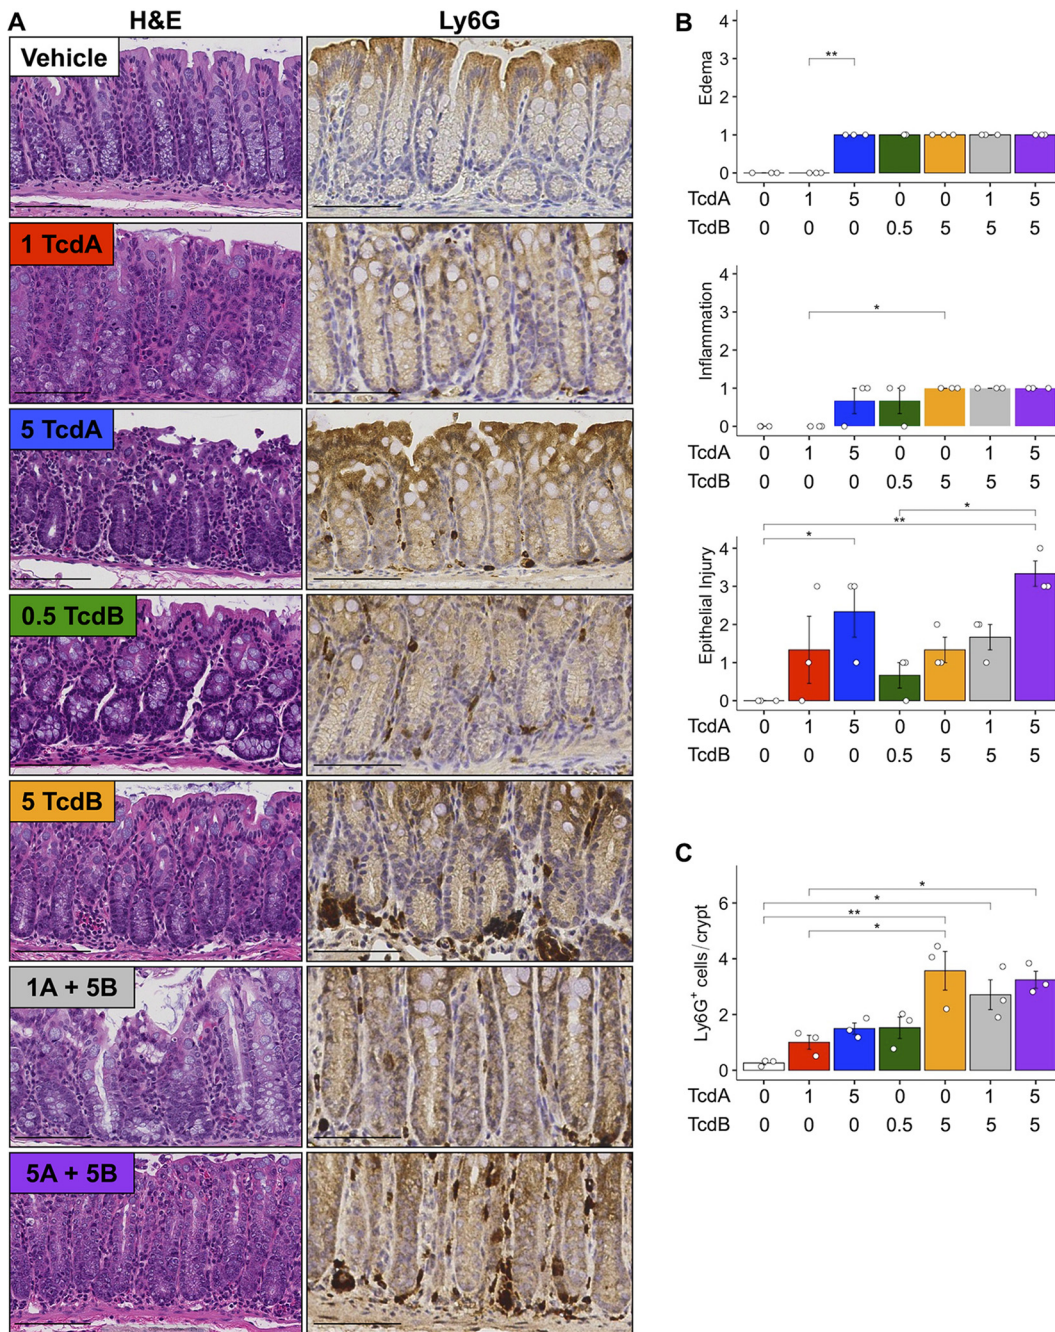 A
H&E
Ly6G
Vehicle
1 TcdA
5 TcdA
0.5 TcdB
5 TcdB
1A + 5B
5A + 5B
B
4
3
2
1
0
Edema
**
TcdA 0 1 5 0 0 1 5
TcdB 0 0 0 0.5 5 5 5
4
3
2
1
0
Inflammation
*
TcdA 0 1 5 0 0 1 5
TcdB 0 0 0 0.5 5 5 5
*
**
*
4
3
2
1
0
Epithelial Injury
TcdA 0 1 5 0 0 1 5
TcdB 0 0 0 0.5 5 5 5
C
6
4
2
0
Ly6G+ cells/crypt
*
*
**
*
TcdA 0 1 5 0 0 1 5
TcdB 0 0 0 0.5 5 5 5